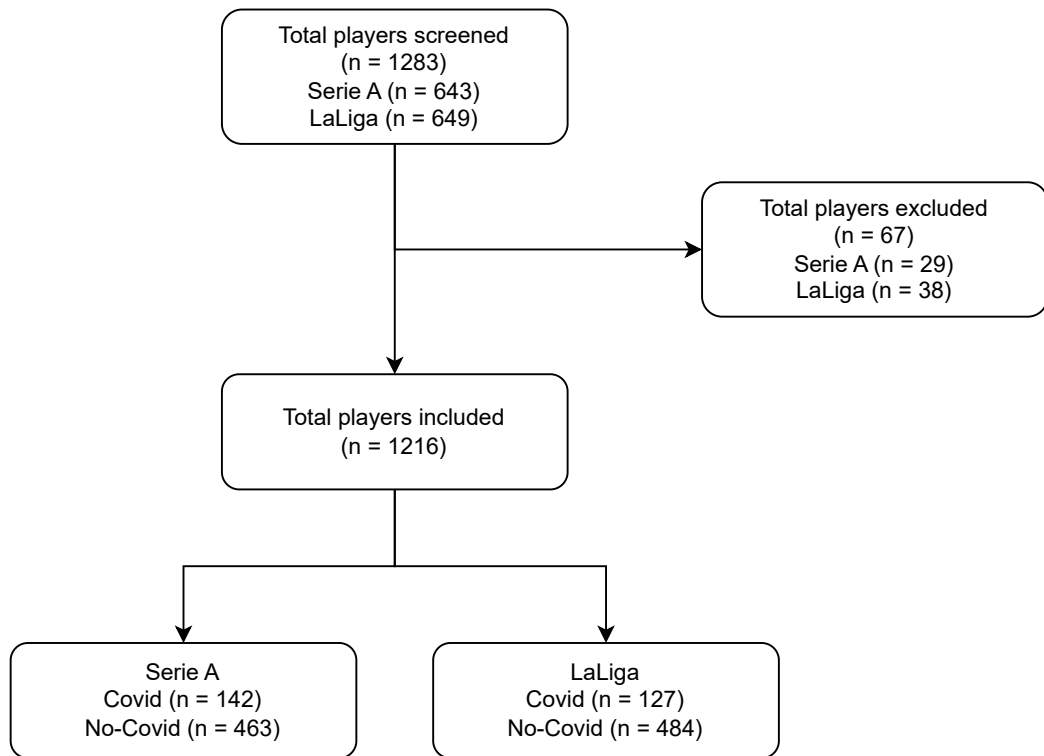 Total players screened
(n = 1283)
Serie A (n = 643)
LaLiga (n = 649)
Total players excluded
(n = 67)
Serie A (n = 29)
LaLiga (n = 38)
Total players included
(n = 1216)
Serie A
Covid (n = 142)
No-Covid (n = 463)
LaLiga
Covid (n = 127)
No-Covid (n = 484)